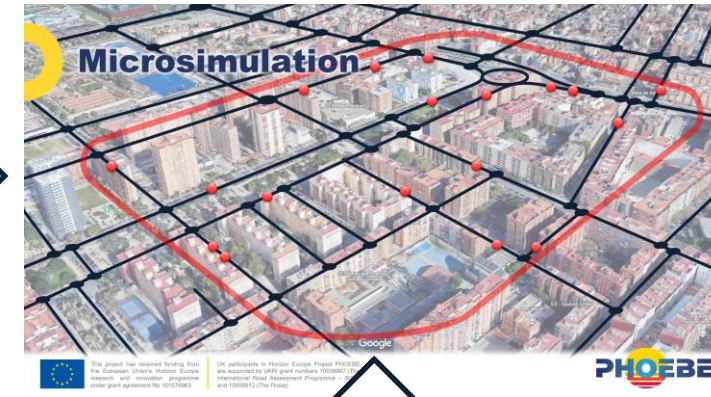 Microsimulation
Google
This project has received funding from
the European Union's Horizon Europe
research and innovation programme
under grant agreement No 101076963
UK participants in Horizon Europe Project PHOEBE
are supported by UKRI grant numbers 10038897 (The
International Road Assessment Programme –
and 10056912 (The Floow)
PHOEBE